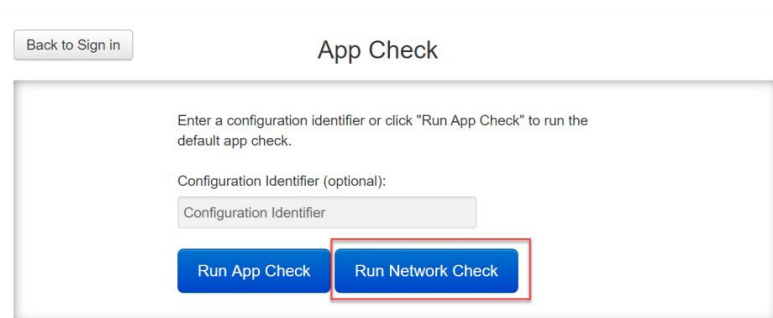 Back to Sign in
App Check
Enter a configuration identifier or click "Run App Check" to run the
default app check.
Configuration Identifier (optional):
Configuration Identifier
Run App Check
Run Network Check